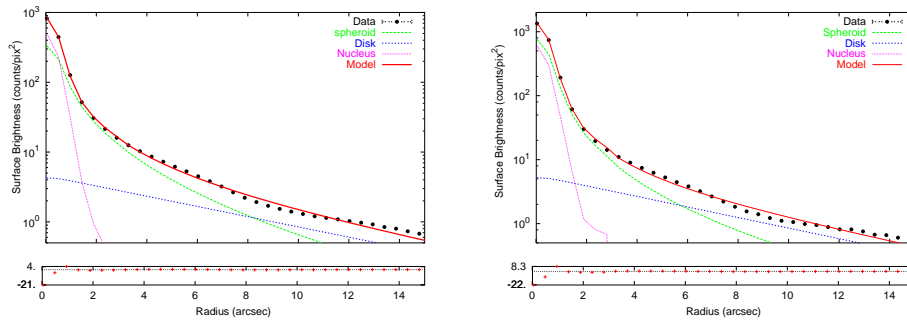 Data
spheroid
Disk
Nucleus
Model
Surface Brightness (counts/pix²)
10³
10²
10¹
10⁰
4.
-21.
0 2 4 6 8 10 12 14
Radius (arcsec)
Data
Spheroid
Disk
Nucleus
Model
Surface Brightness (counts/pix²)
10³
10²
10¹
10⁰
8.3
-22.
0 2 4 6 8 10 12 14
Radius (arcsec)